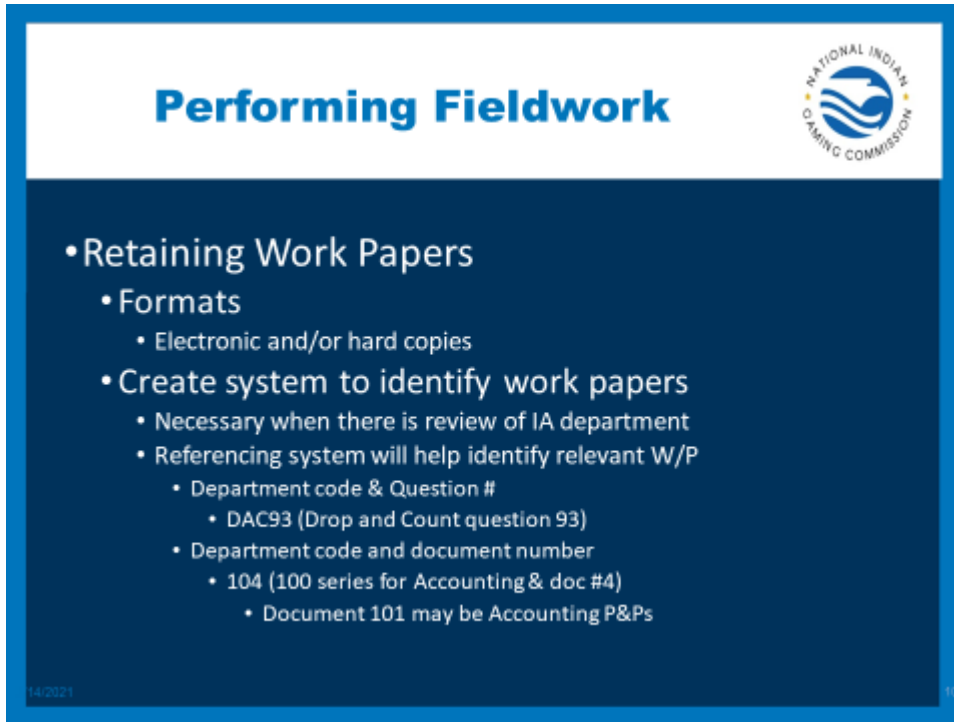 Performing Fieldwork
NATIONAL INDIAN
GAMING COMMISSION
•Retaining Work Papers
• Formats
• Electronic and/or hard copies
• Create system to identify work papers
• Necessary when there is review of IA department
• Referencing system will help identify relevant W/P
• Department code & Question #
• DAC93 (Drop and Count question 93)
• Department code and document number
• 104 (100 series for Accounting & doc #4)
• Document 101 may be Accounting P&Ps
/14/2021